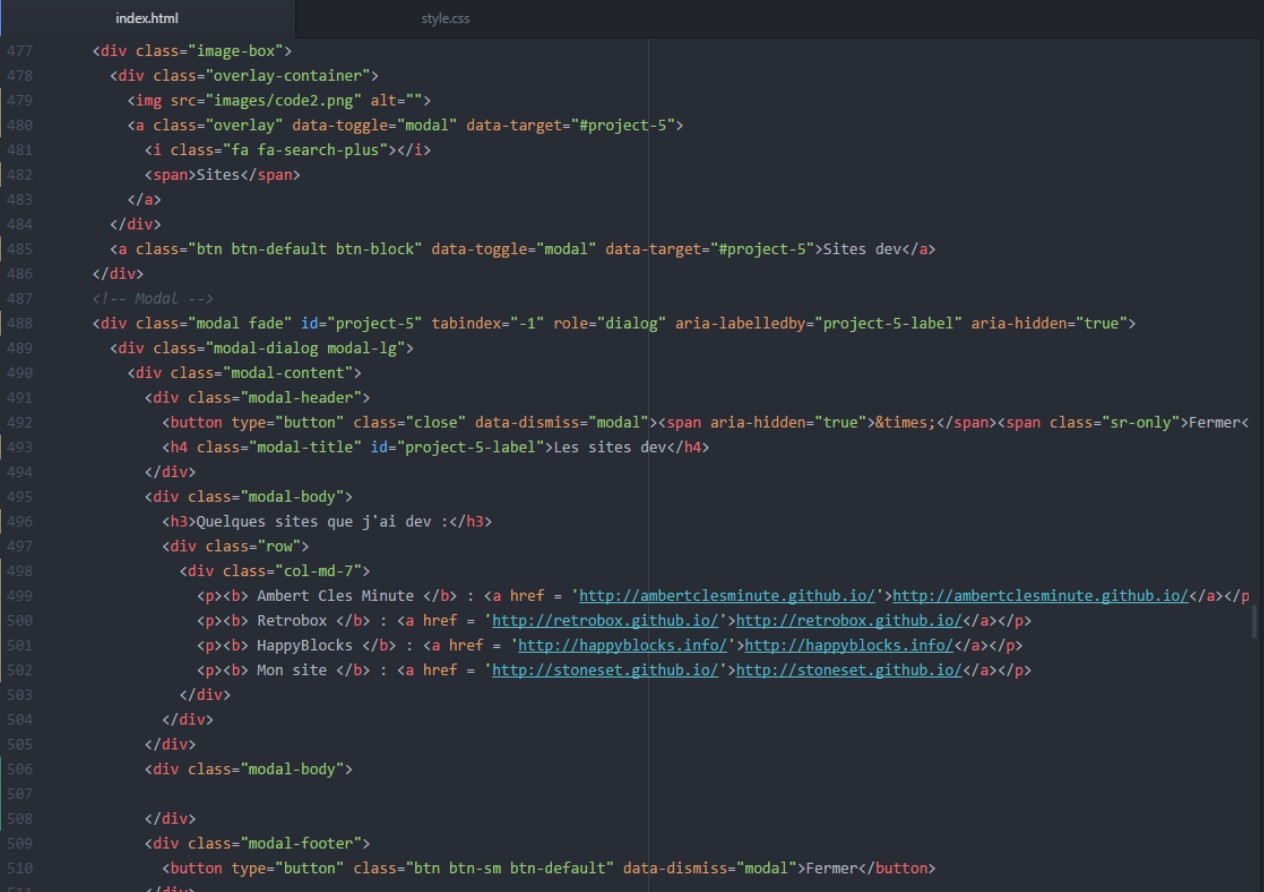 index.html
style.css
477 <div class="image-box">
478 <div class="overlay-container">
479 <img src="images/code2.png" alt="">
480 <a class="overlay" data-toggle="modal" data-target="#project-5">
481 <i class="fa fa-search-plus"></i>
482 <span>Sites</span>
483 </a>
484 </div>
485 <a class="btn btn-default btn-block" data-toggle="modal" data-target="#project-5">Sites dev</a>
486 </div>
487 <!-- Modal -->
488 <div class="modal fade" id="project-5" tabindex="-1" role="dialog" aria-labelledby="project-5-label" aria-hidden="true">
489 <div class="modal-dialog modal-lg">
490 <div class="modal-content">
491 <div class="modal-header">
492 <button type="button" class="close" data-dismiss="modal"><span aria-hidden="true">&times;</span><span class="sr-only">Fermer<
493 <h4 class="modal-title" id="project-5-label">Les sites dev</h4>
494 </div>
495 <div class="modal-body">
496 <h3>Quelques sites que j'ai dev :</h3>
497 <div class="row">
498 <div class="col-md-7">
499 <p><b> Ambert Cles Minute </b> : <a href = 'http://ambertclesminute.github.io/'>http://ambertclesminute.github.io/</a></p
500 <p><b> Retrobox </b> : <a href = 'http://retrobox.github.io/'>http://retrobox.github.io/</a></p>
501 <p><b> HappyBlocks </b> : <a href = 'http://happyblocks.info/'>http://happyblocks.info/</a></p>
502 <p><b> Mon site </b> : <a href = 'http://stoneset.github.io/'>http://stoneset.github.io/</a></p>
503 </div>
504 </div>
505 </div>
506 <div class="modal-body">
507
508 </div>
509 <div class="modal-footer">
510 <button type="button" class="btn btn-sm btn-default" data-dismiss="modal">Fermer</button>
511 </div>